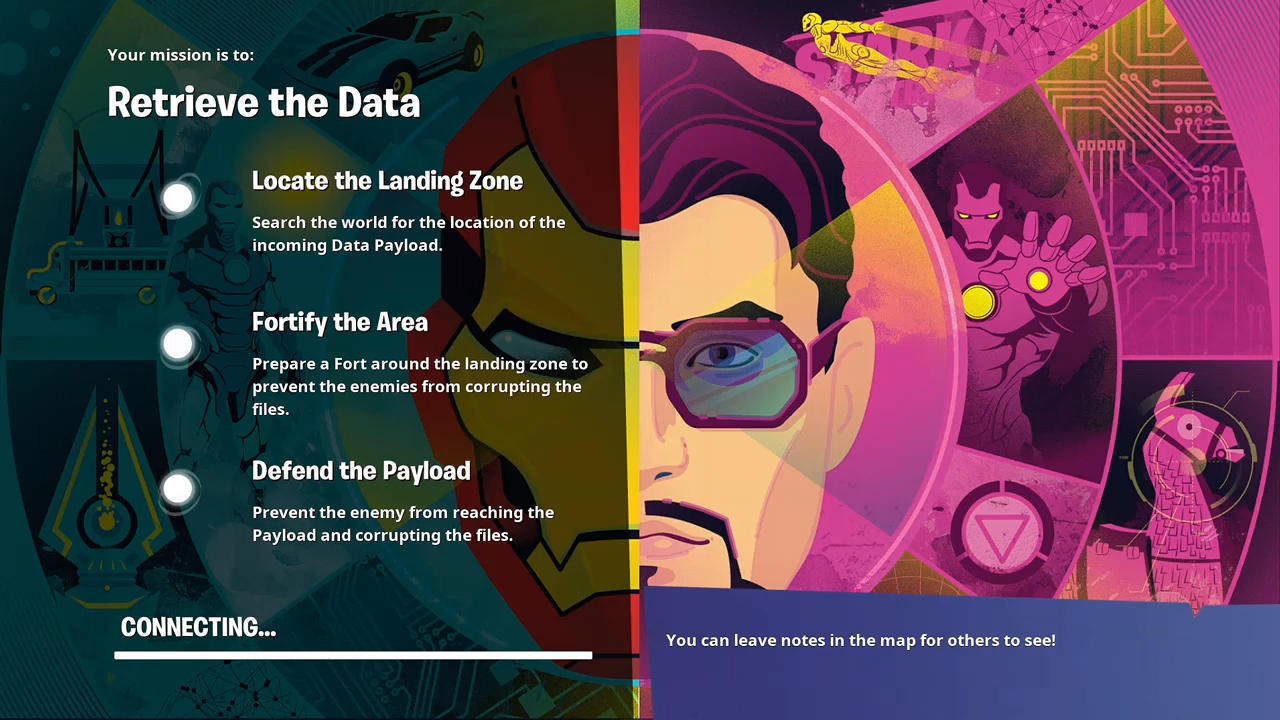 Your mission is to:
Retrieve the Data
Locate the Landing Zone
Search the world for the location of the
incoming Data Payload.
Fortify the Area
Prepare a Fort around the landing zone to
prevent the enemies from corrupting the
files.
Defend the Payload
Prevent the enemy from reaching the
Payload and corrupting the files.
CONNECTING...
STARK
You can leave notes in the map for others to see!